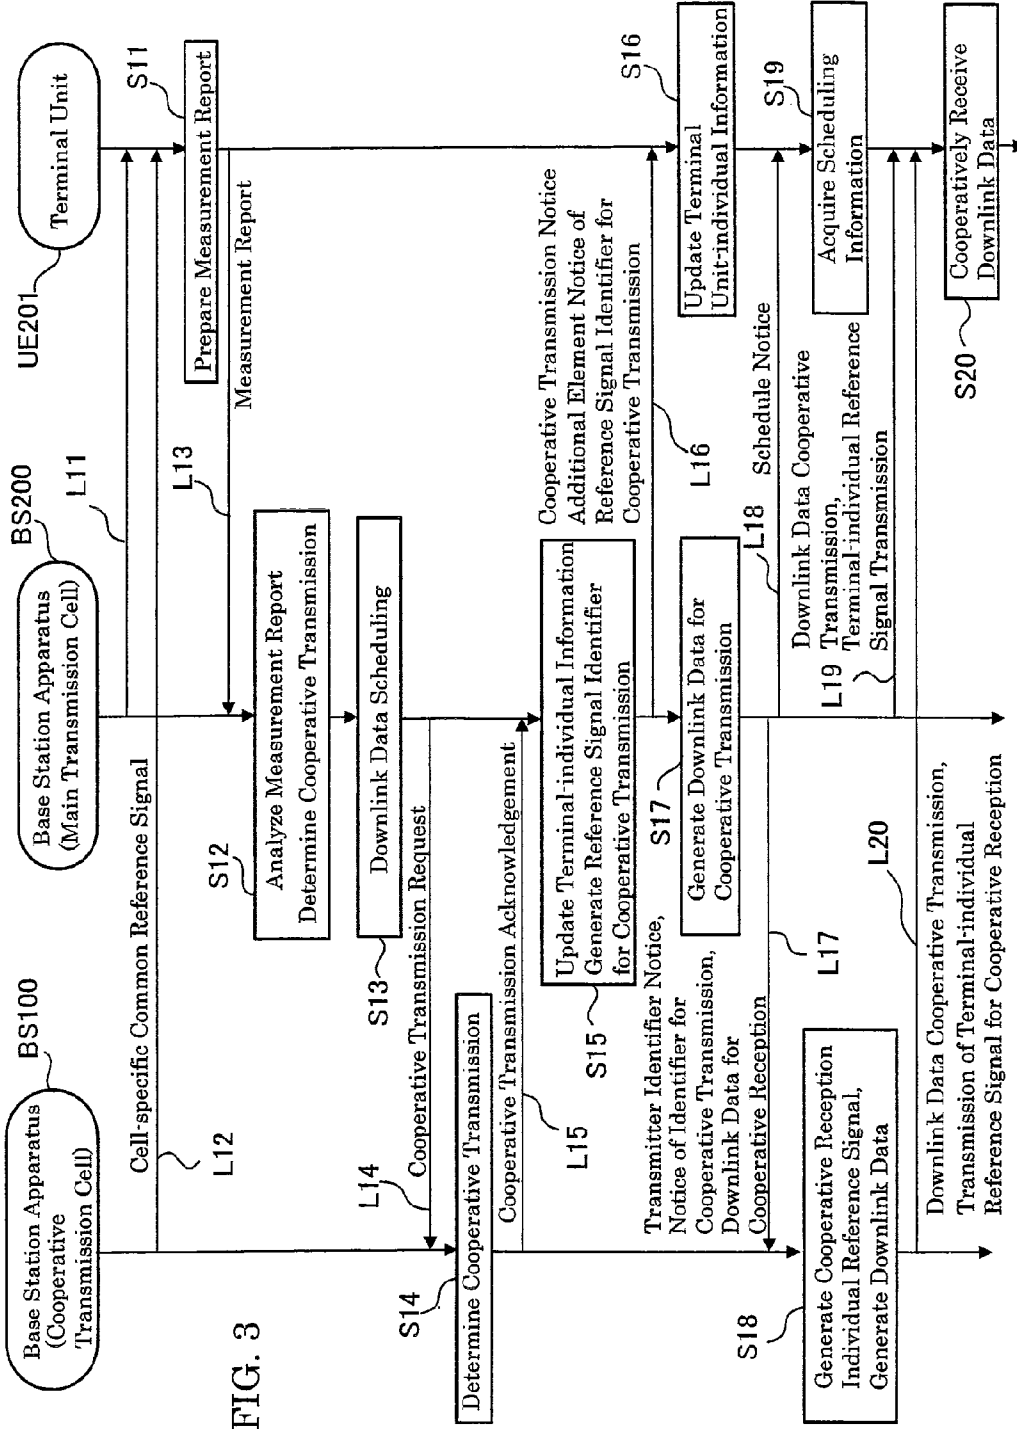 FIG. 3
Base Station Apparatus
(Cooperative
Transmission Cell)
BS100
Base Station Apparatus
(Main Transmission Cell)
BS200
Terminal Unit
UE201
L11
Cell-specific Common Reference Signal
L12
S11
Prepare Measurement Report
Measurement Report
L13
S12
Analyze Measurement Report
Determine Cooperative Transmission
Downlink Data Scheduling
S13
Cooperative Transmission Request
L14
S14
Determine Cooperative Transmission
Cooperative Transmission Acknowledgement
L15
Update Terminal-individual Information
Generate Reference Signal Identifier
for Cooperative Transmission
S15
Cooperative Transmission Notice
Additional Element Notice of
Reference Signal Identifier for
Cooperative Transmission
L16
S16
Update Terminal
Unit-individual Information
S17
Generate Downlink Data for
Cooperative Transmission
Transmitter Identifier Notice,
Notice of Identifier for
Cooperative Transmission,
Downlink Data for
Cooperative Reception
L17
L18
Schedule Notice
S18
Generate Cooperative Reception
Individual Reference Signal,
Generate Downlink Data
S19
Acquire Scheduling
Information
Downlink Data Cooperative
Transmission,
Terminal-individual Reference
Signal Transmission
L19
L20
Downlink Data Cooperative Transmission,
Transmission of Terminal-individual
Reference Signal for Cooperative Reception
Cooperatively Receive
Downlink Data
S20